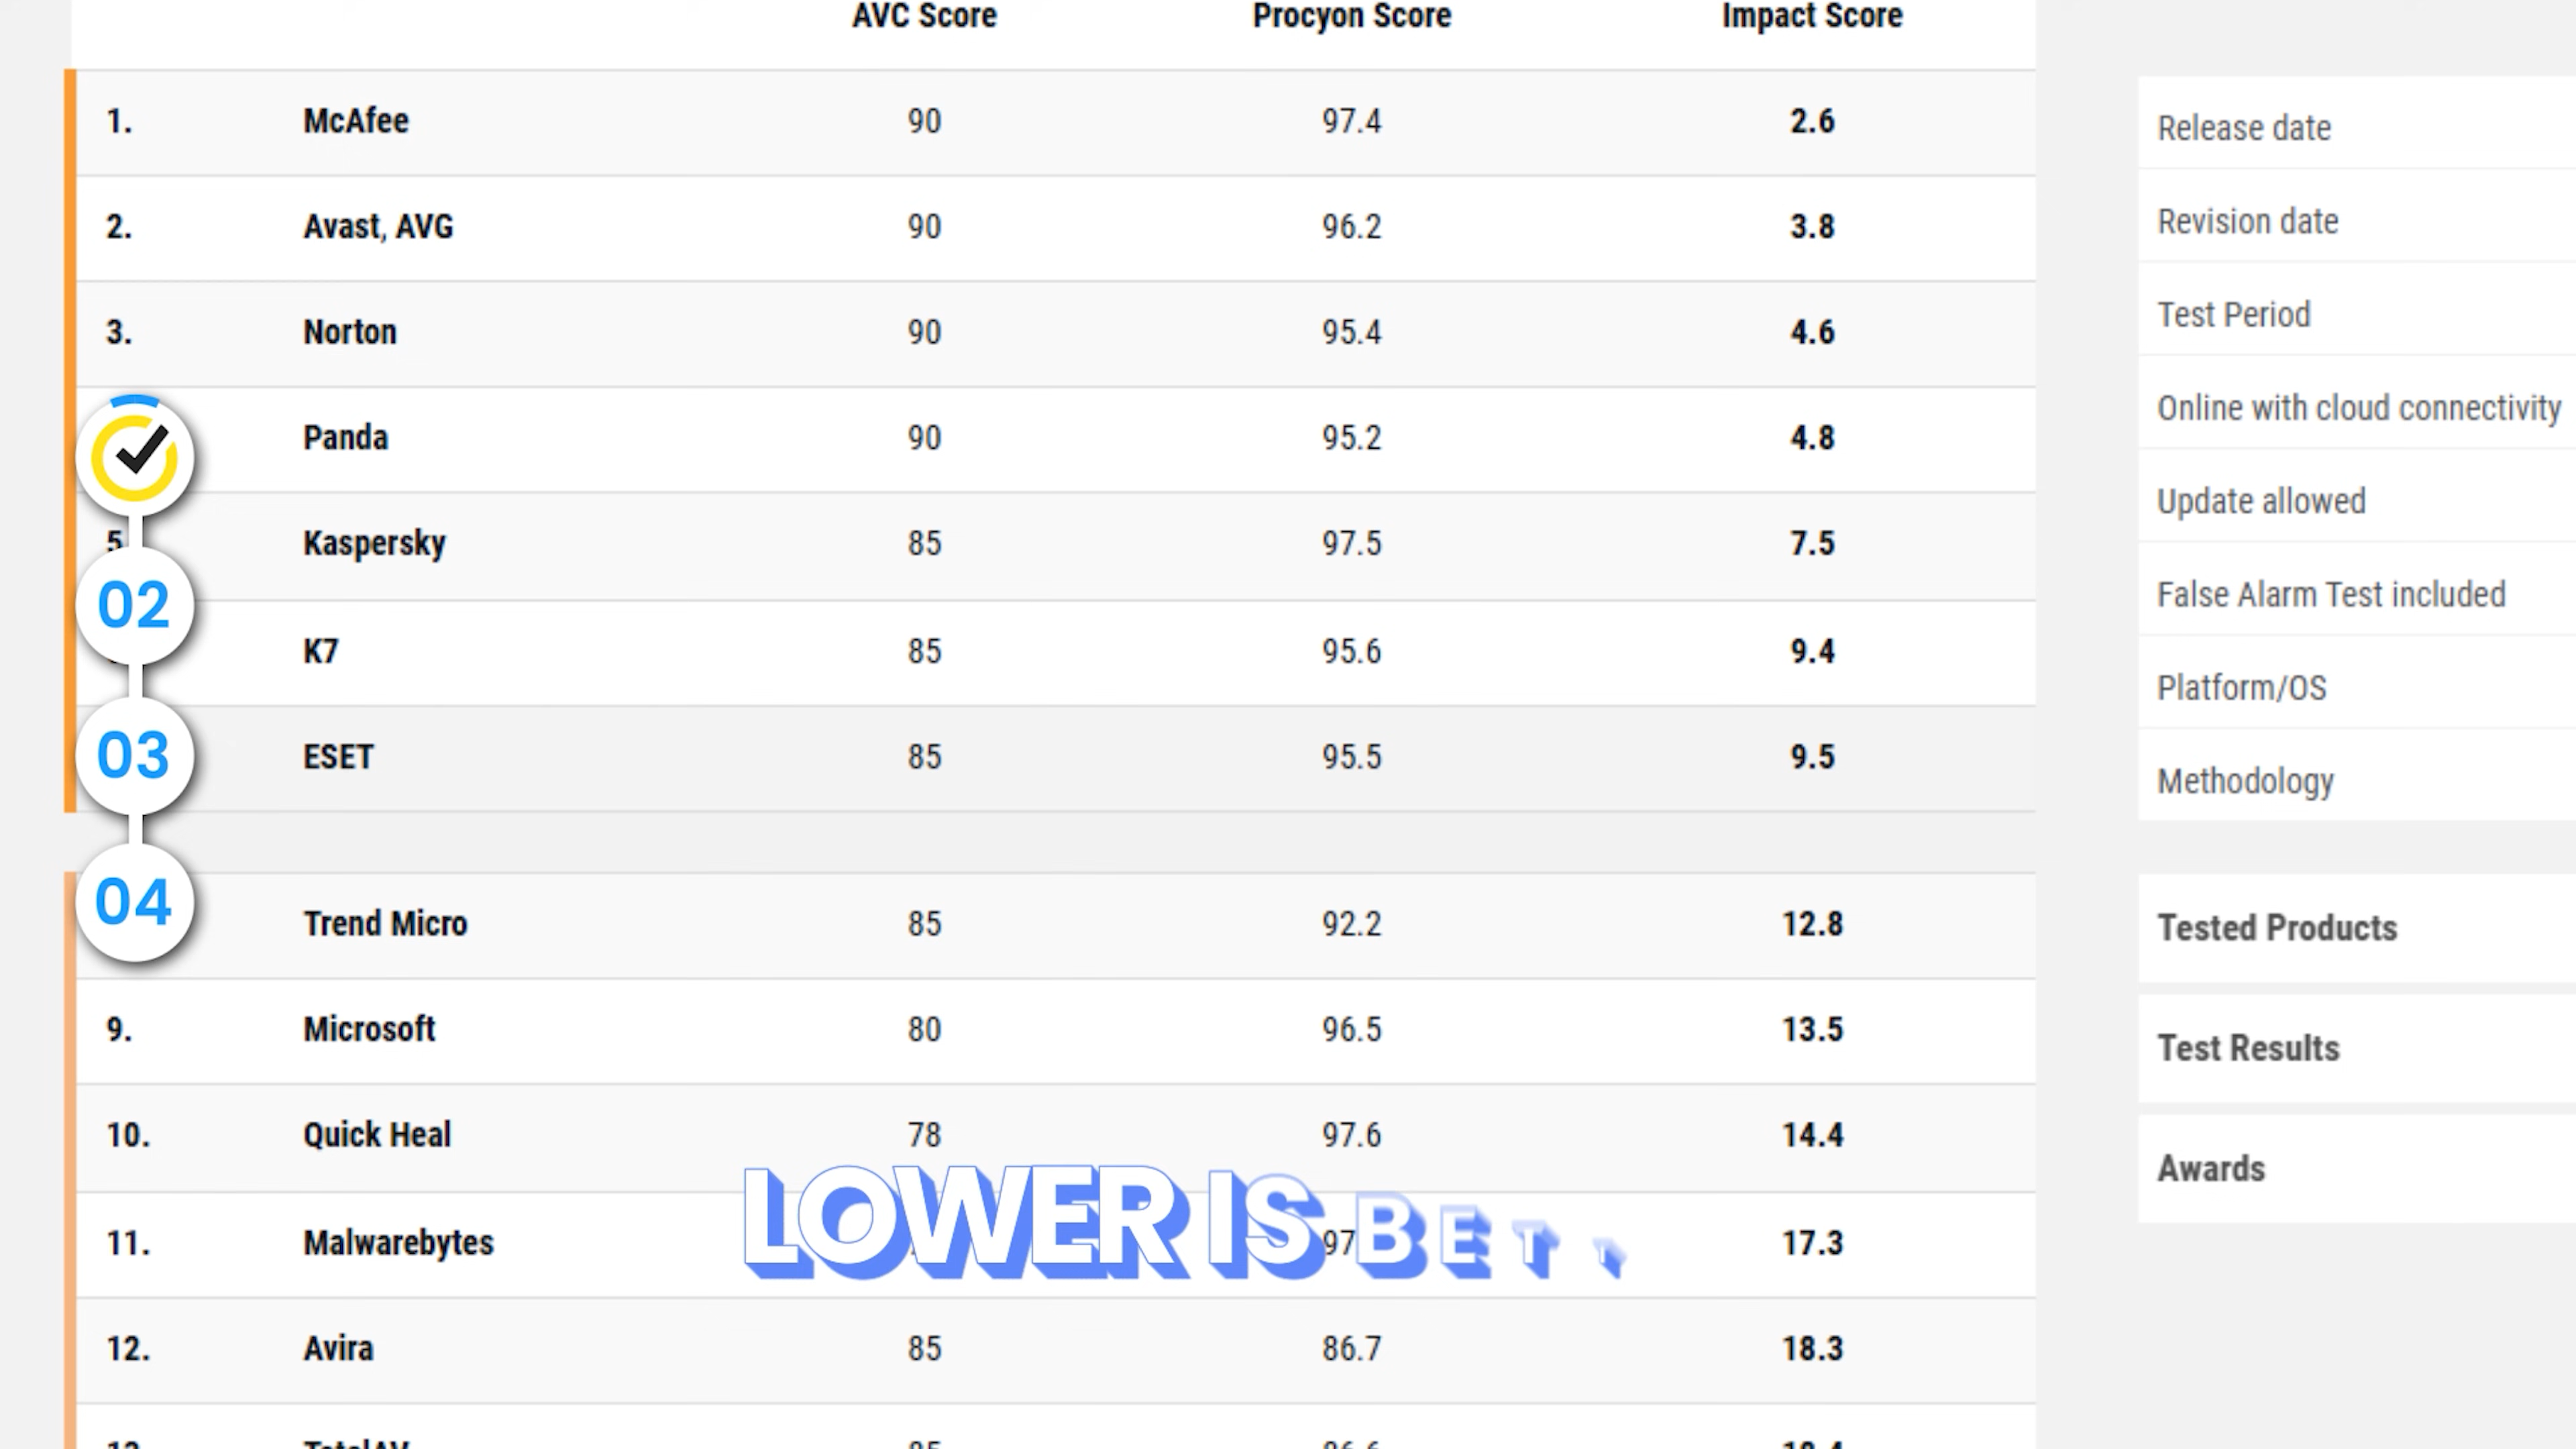 AVC Score Procyon Score Impact Score
1. McAfee 90 97.4 2.6
2. Avast, AVG 90 96.2 3.8
3. Norton 90 95.4 4.6
Panda 90 95.2 4.8
5 Kaspersky 85 97.5 7.5
02
K7 85 95.6 9.4
03
ESET 85 95.5 9.5
04
Trend Micro 85 92.2 12.8
9. Microsoft 80 96.5 13.5
10. Quick Heal 78 97.6 14.4
LOWER IS BETT
11. Malwarebytes 97 17.3
12. Avira 85 86.7 18.3
Release date
Revision date
Test Period
Online with cloud connectivity
Update allowed
False Alarm Test included
Platform/OS
Methodology
Tested Products
Test Results
Awards